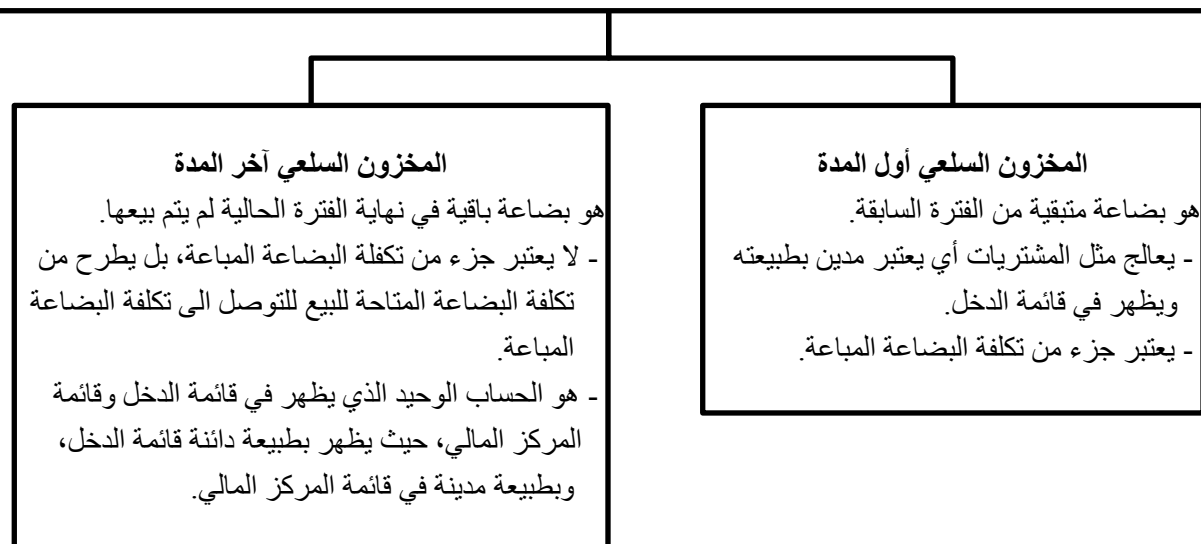 المخزون السلعي أول المدة
هو بضاعة متبقية من الفترة السابقة.
- يعالج مثل المشتريات أي يعتبر مدين بطبيعته
ويظهر في قائمة الدخل.
- يعتبر جزء من تكلفة البضاعة المباعة.
المخزون السلعي آخر المدة
هو بضاعة باقية في نهاية الفترة الحالية لم يتم بيعها.
- لا يعتبر جزء من تكفلة البضاعة المباعة، بل يطرح من
تكلفة البضاعة المتاحة للبيع للتوصل الى تكلفة البضاعة
المباعة.
- هو الحساب الوحيد الذي يظهر في قائمة الدخل وقائمة
المركز المالي، حيث يظهر بطبيعة دائنة قائمة الدخل،
وبطبيعة مدينة في قائمة المركز المالي.